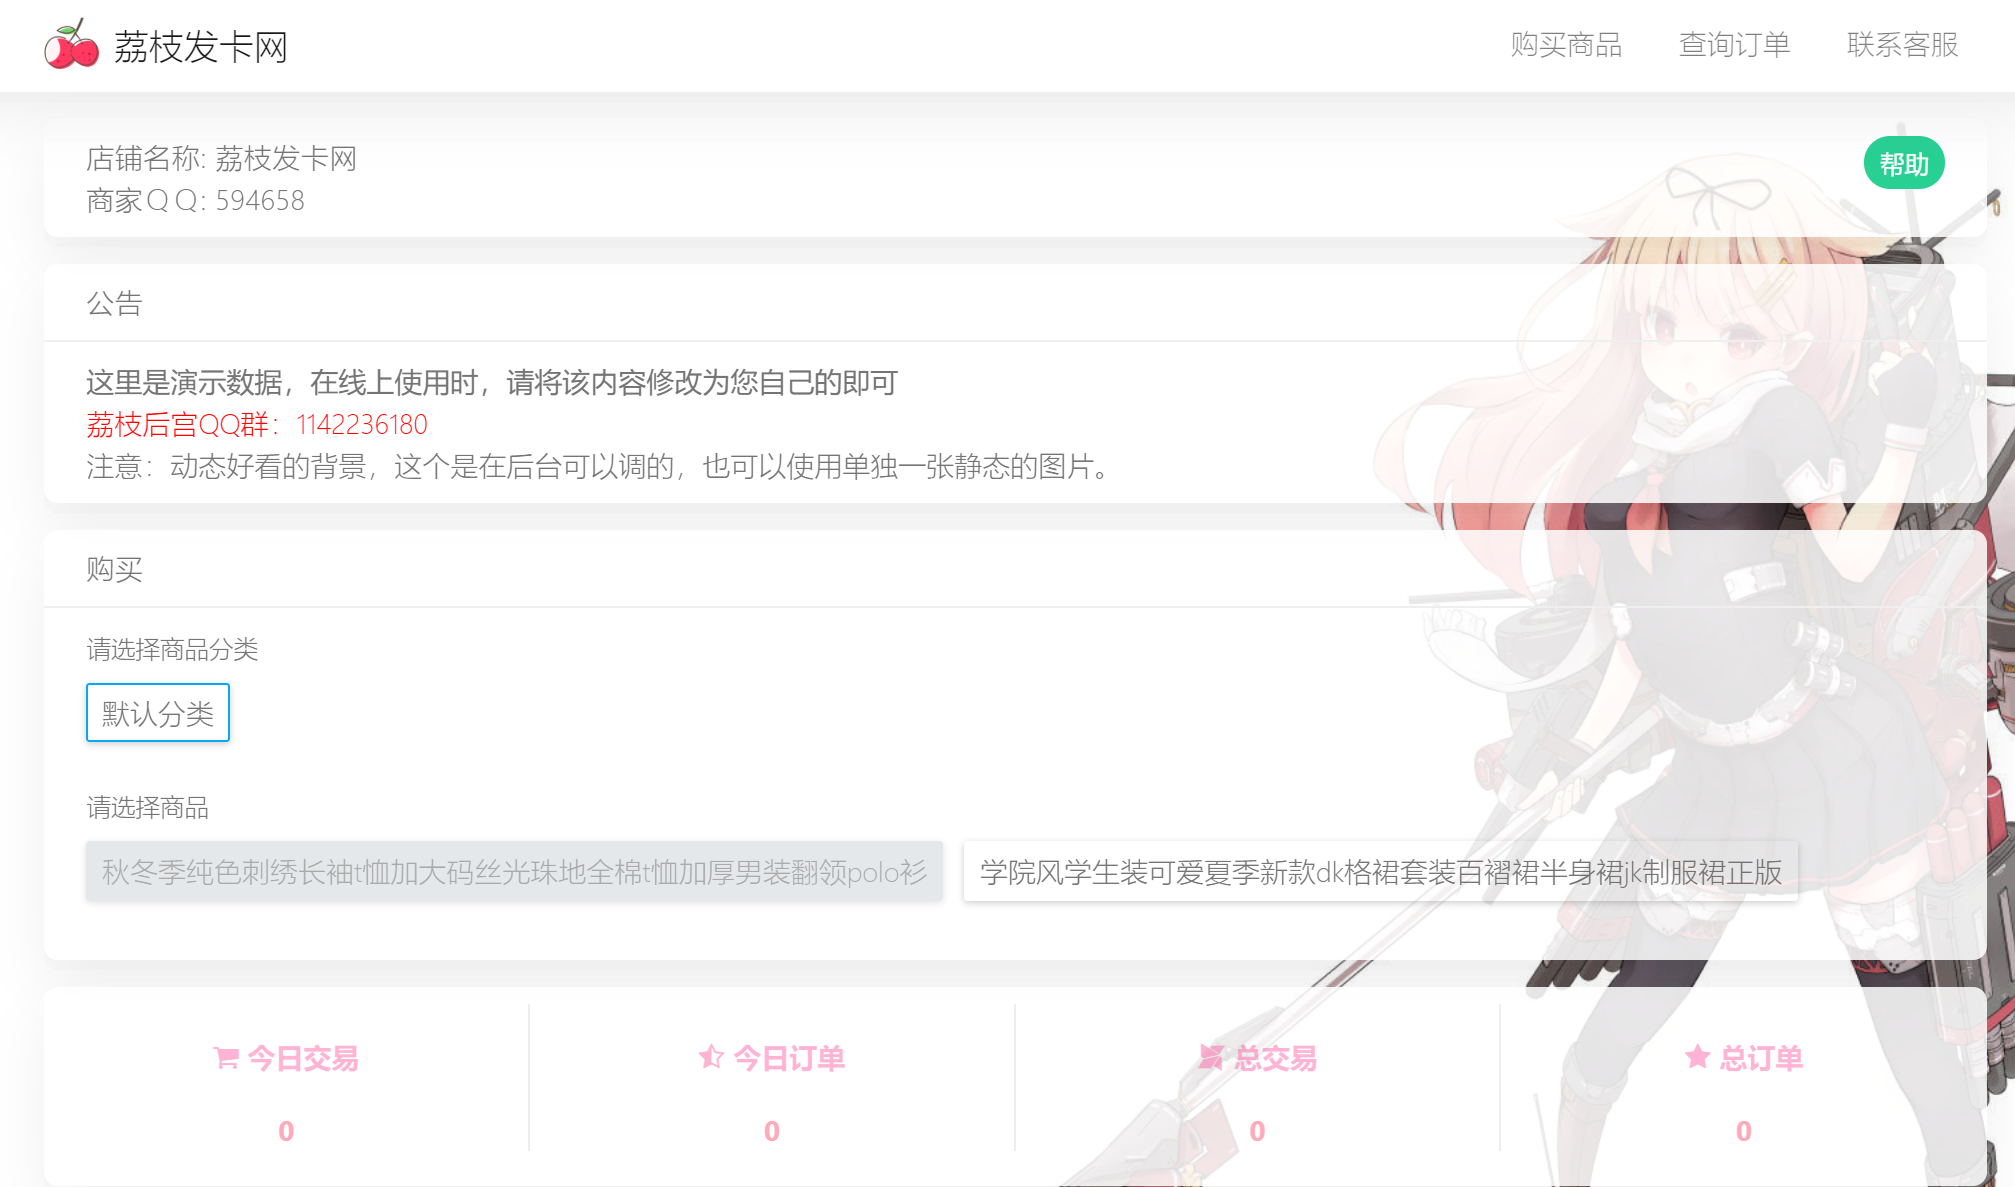 荔枝发卡网
购买商品 查询订单 联系客服
店铺名称: 荔枝发卡网
商家ＱＱ: 594658
帮助
公告
这里是演示数据，在线上使用时，请将该内容修改为您自己的即可
荔枝后宫QQ群：1142236180
注意：动态好看的背景，这个是在后台可以调的，也可以使用单独一张静态的图片。
购买
请选择商品分类
默认分类
请选择商品
秋冬季纯色刺绣长袖t恤加大码丝光珠地全棉t恤加厚男装翻领polo衫 学院风学生装可爱夏季新款dk格裙套装百褶裙半身裙jk制服裙正版
今日交易 今日订单 总交易 总订单
0 0 0 0